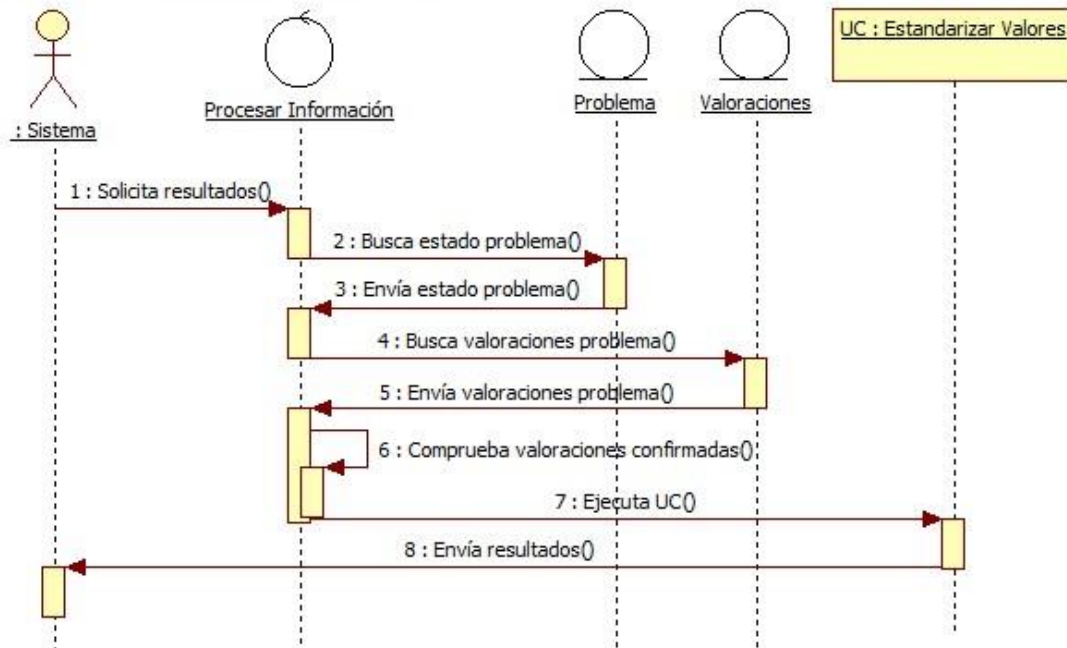 UC : Estandarizar Valores
Procesar Información
Problema
Valoraciones
: Sistema
1 : Solicita resultados()
2 : Busca estado problema()
3 : Envía estado problema()
4 : Busca valoraciones problema()
5 : Envía valoraciones problema()
6 : Comprueba valoraciones confirmadas()
7 : Ejecuta UC()
8 : Envía resultados()